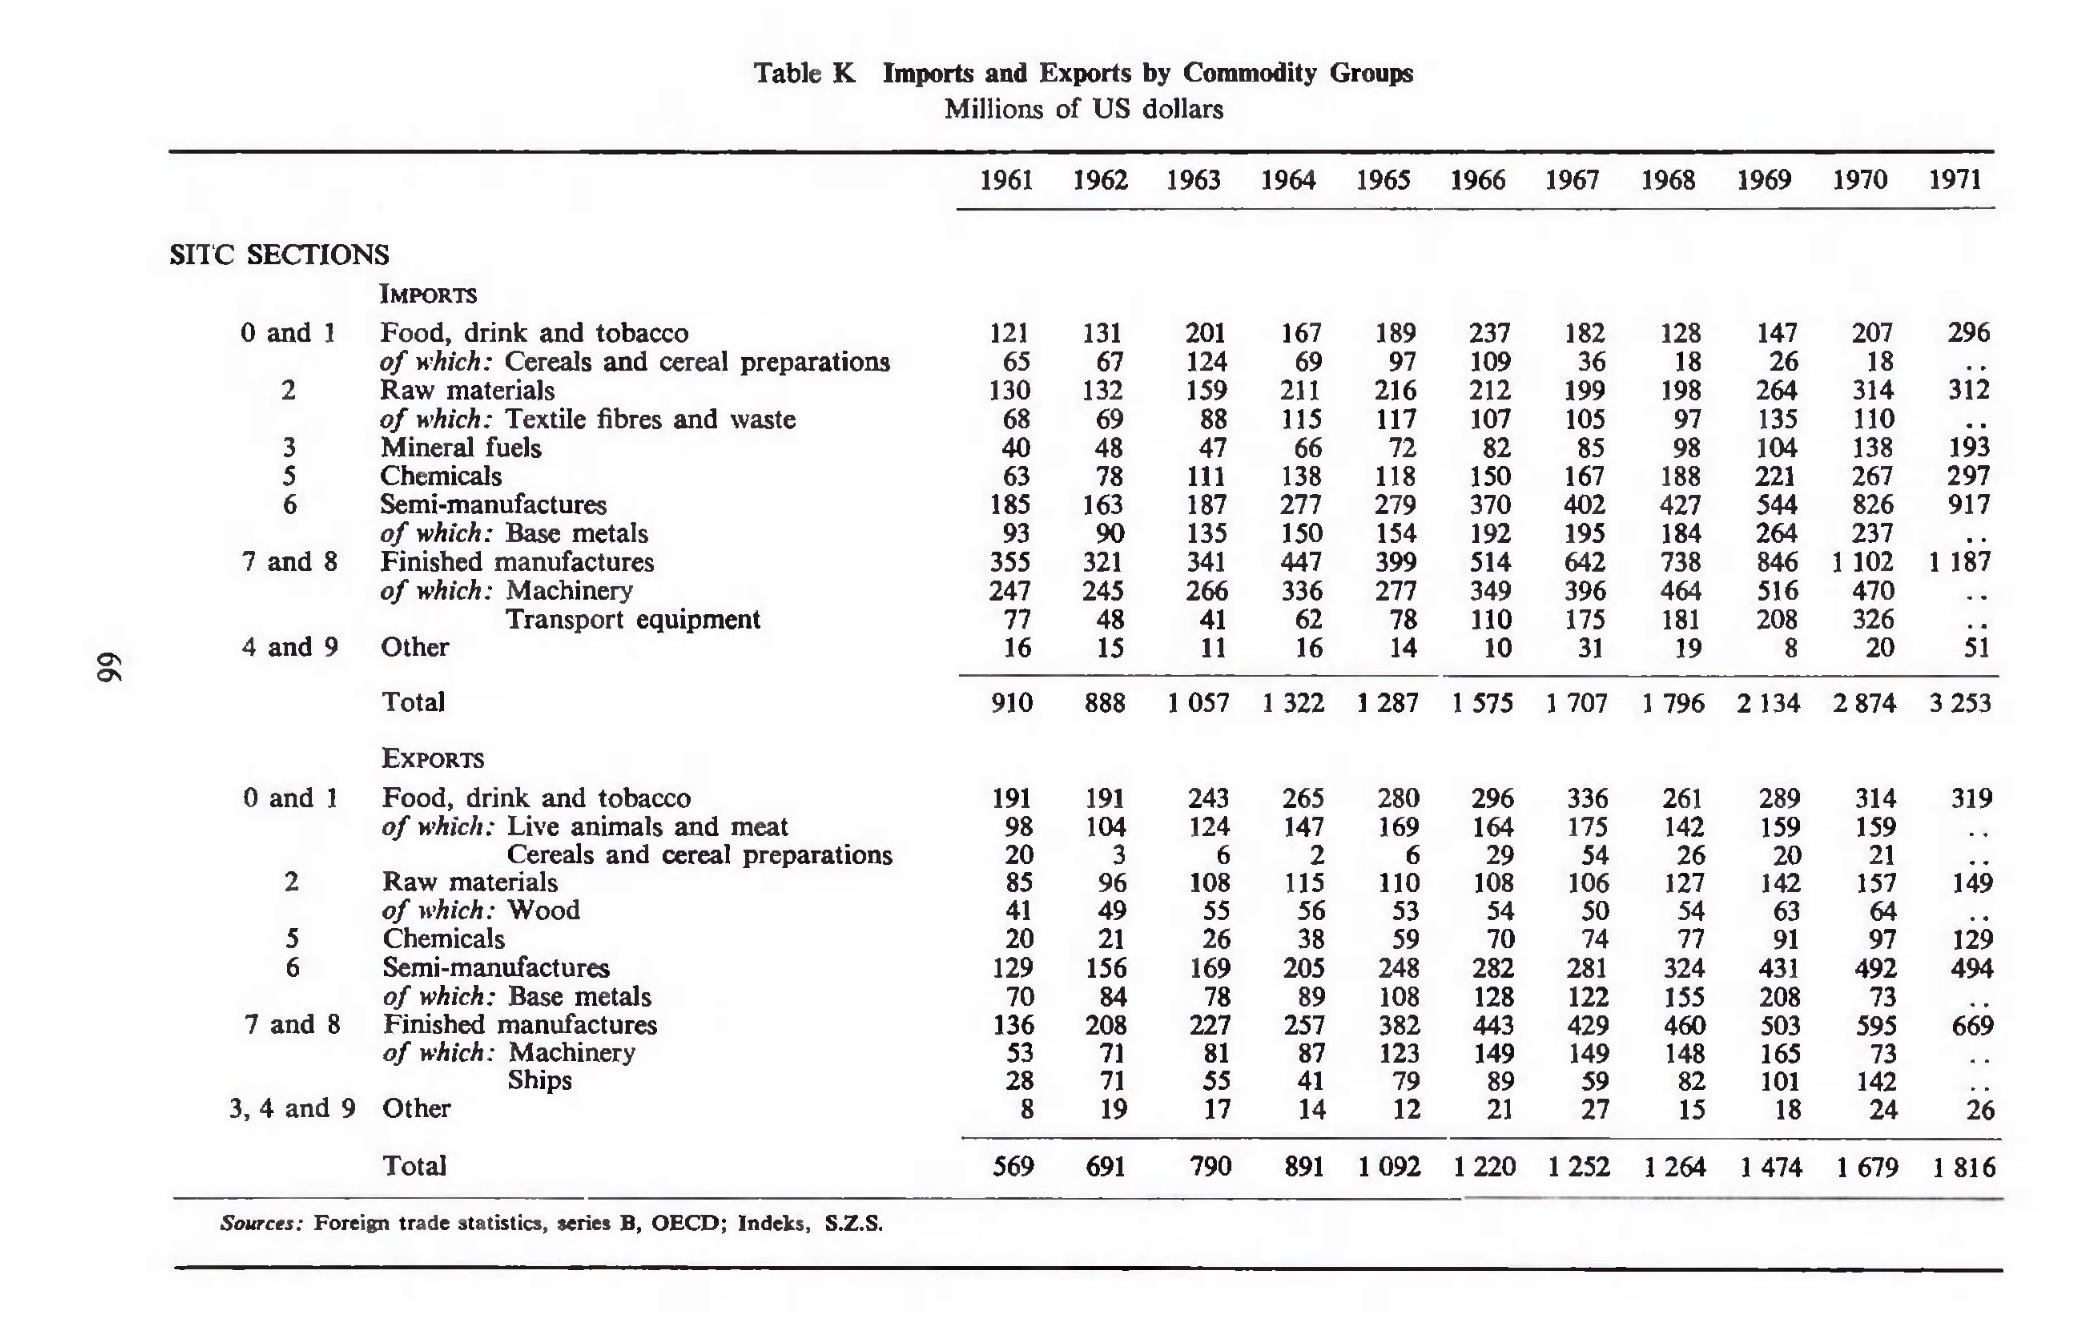 Table K Imports and Exports by Commodity Groups
Millions of US dollars
1961 1962 1963 1964 1965 1966 1967 1968 1969 1970 1971
SITC SECTIONS
IMPORTS
0 and 1 Food, drink and tobacco 121 131 201 167 189 237 182 128 147 207 296
of which: Cereals and cereal preparations 65 67 124 69 97 109 36 18 26 18 ..
2 Raw materials 130 132 159 211 216 212 199 198 264 314 312
of which: Textile fibres and waste 68 69 88 115 117 107 105 97 135 110 ..
3 Mineral fuels 40 48 47 66 72 82 85 98 104 138 193
5 Chemicals 63 78 111 138 118 150 167 188 221 267 297
6 Semi-manufactures 185 163 187 277 279 370 402 427 544 826 917
of which: Base metals 93 90 135 150 154 192 195 184 264 237 ..
7 and 8 Finished manufactures 355 321 341 447 399 514 642 738 846 1 102 1 187
of which: Machinery 247 245 266 336 277 349 396 464 516 470 ..
Transport equipment 77 48 41 62 78 110 175 181 208 326 ..
4 and 9 Other 16 15 11 16 14 10 31 19 8 20 51
Total 910 888 1 057 1 322 1 287 1 575 1 707 1 796 2 134 2 874 3 253
EXPORTS
0 and 1 Food, drink and tobacco 191 191 243 265 280 296 336 261 289 314 319
of which: Live animals and meat 98 104 124 147 169 164 175 142 159 159 ..
Cereals and cereal preparations 20 3 6 2 6 29 54 26 20 21 ..
2 Raw materials 85 96 108 115 110 108 106 127 142 157 149
of which: Wood 41 49 55 56 53 54 50 54 63 64 ..
5 Chemicals 20 21 26 38 59 70 74 77 91 97 129
6 Semi-manufactures 129 156 169 205 248 282 281 324 431 492 494
of which: Base metals 70 84 78 89 108 128 122 155 208 73 ..
7 and 8 Finished manufactures 136 208 227 257 382 443 429 460 503 595 669
of which: Machinery 53 71 81 87 123 149 149 148 165 73 ..
Ships 28 71 55 41 79 89 59 82 101 142 ..
3, 4 and 9 Other 8 19 17 14 12 21 27 15 18 24 26
Total 569 691 790 891 1 092 1 220 1 252 1 264 1 474 1 679 1 816
Sources: Foreign trade statistics, series B, OECD; Indeks, S.Z.S.
66